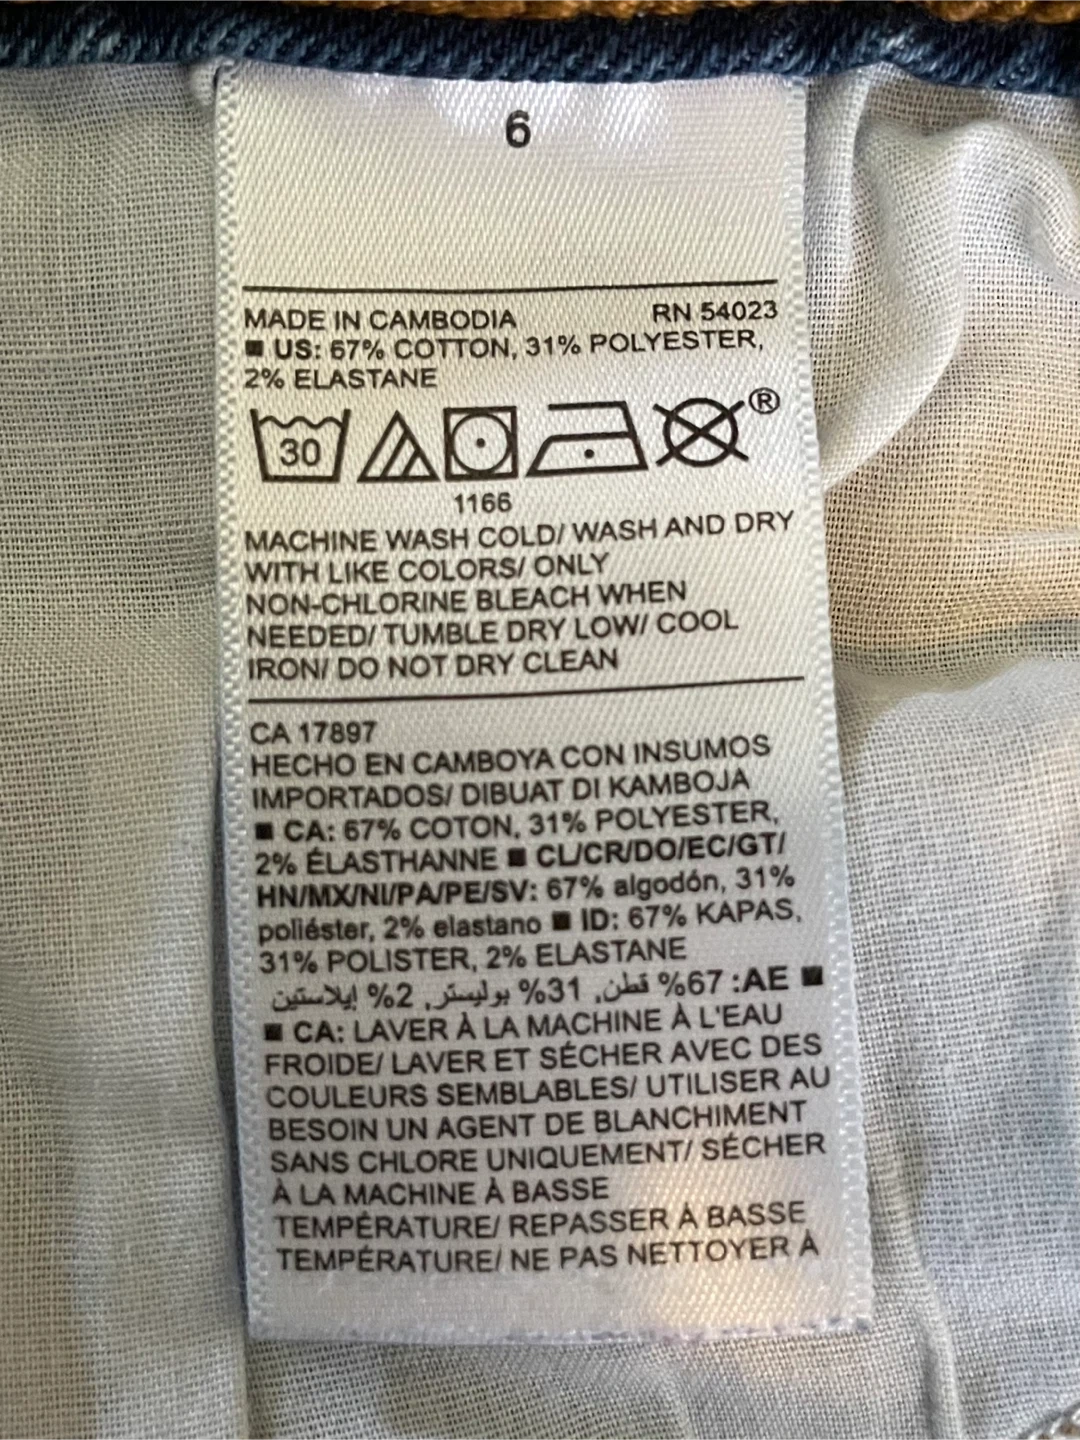 6
MADE IN CAMBODIA RN 54023
■ US: 67% COTTON, 31% POLYESTER,
2% ELASTANE
30
®
1166
MACHINE WASH COLD/ WASH AND DRY
WITH LIKE COLORS/ ONLY
NON-CHLORINE BLEACH WHEN
NEEDED/ TUMBLE DRY LOW/ COOL
IRON/ DO NOT DRY CLEAN
CA 17897
HECHO EN CAMBOYA CON INSUMOS
IMPORTADOS/ DIBUAT DI KAMBOJA
■ CA: 67% COTON, 31% POLYESTER,
2% ÉLASTHANNE ■ CL/CR/DO/EC/GT/
HN/MX/NI/PA/PE/SV: 67% algodón, 31%
poliéster, 2% elastano ■ ID: 67% KAPAS,
31% POLISTER, 2% ELASTANE
■ AE: 67% قطن, 31% بوليستر, 2% إيلاستين
■ CA: LAVER À LA MACHINE À L'EAU
FROIDE/ LAVER ET SÉCHER AVEC DES
COULEURS SEMBLABLES/ UTILISER AU
BESOIN UN AGENT DE BLANCHIMENT
SANS CHLORE UNIQUEMENT/ SÉCHER
À LA MACHINE À BASSE
TEMPÉRATURE/ REPASSER À BASSE
TEMPÉRATURE/ NE PAS NETTOYER À